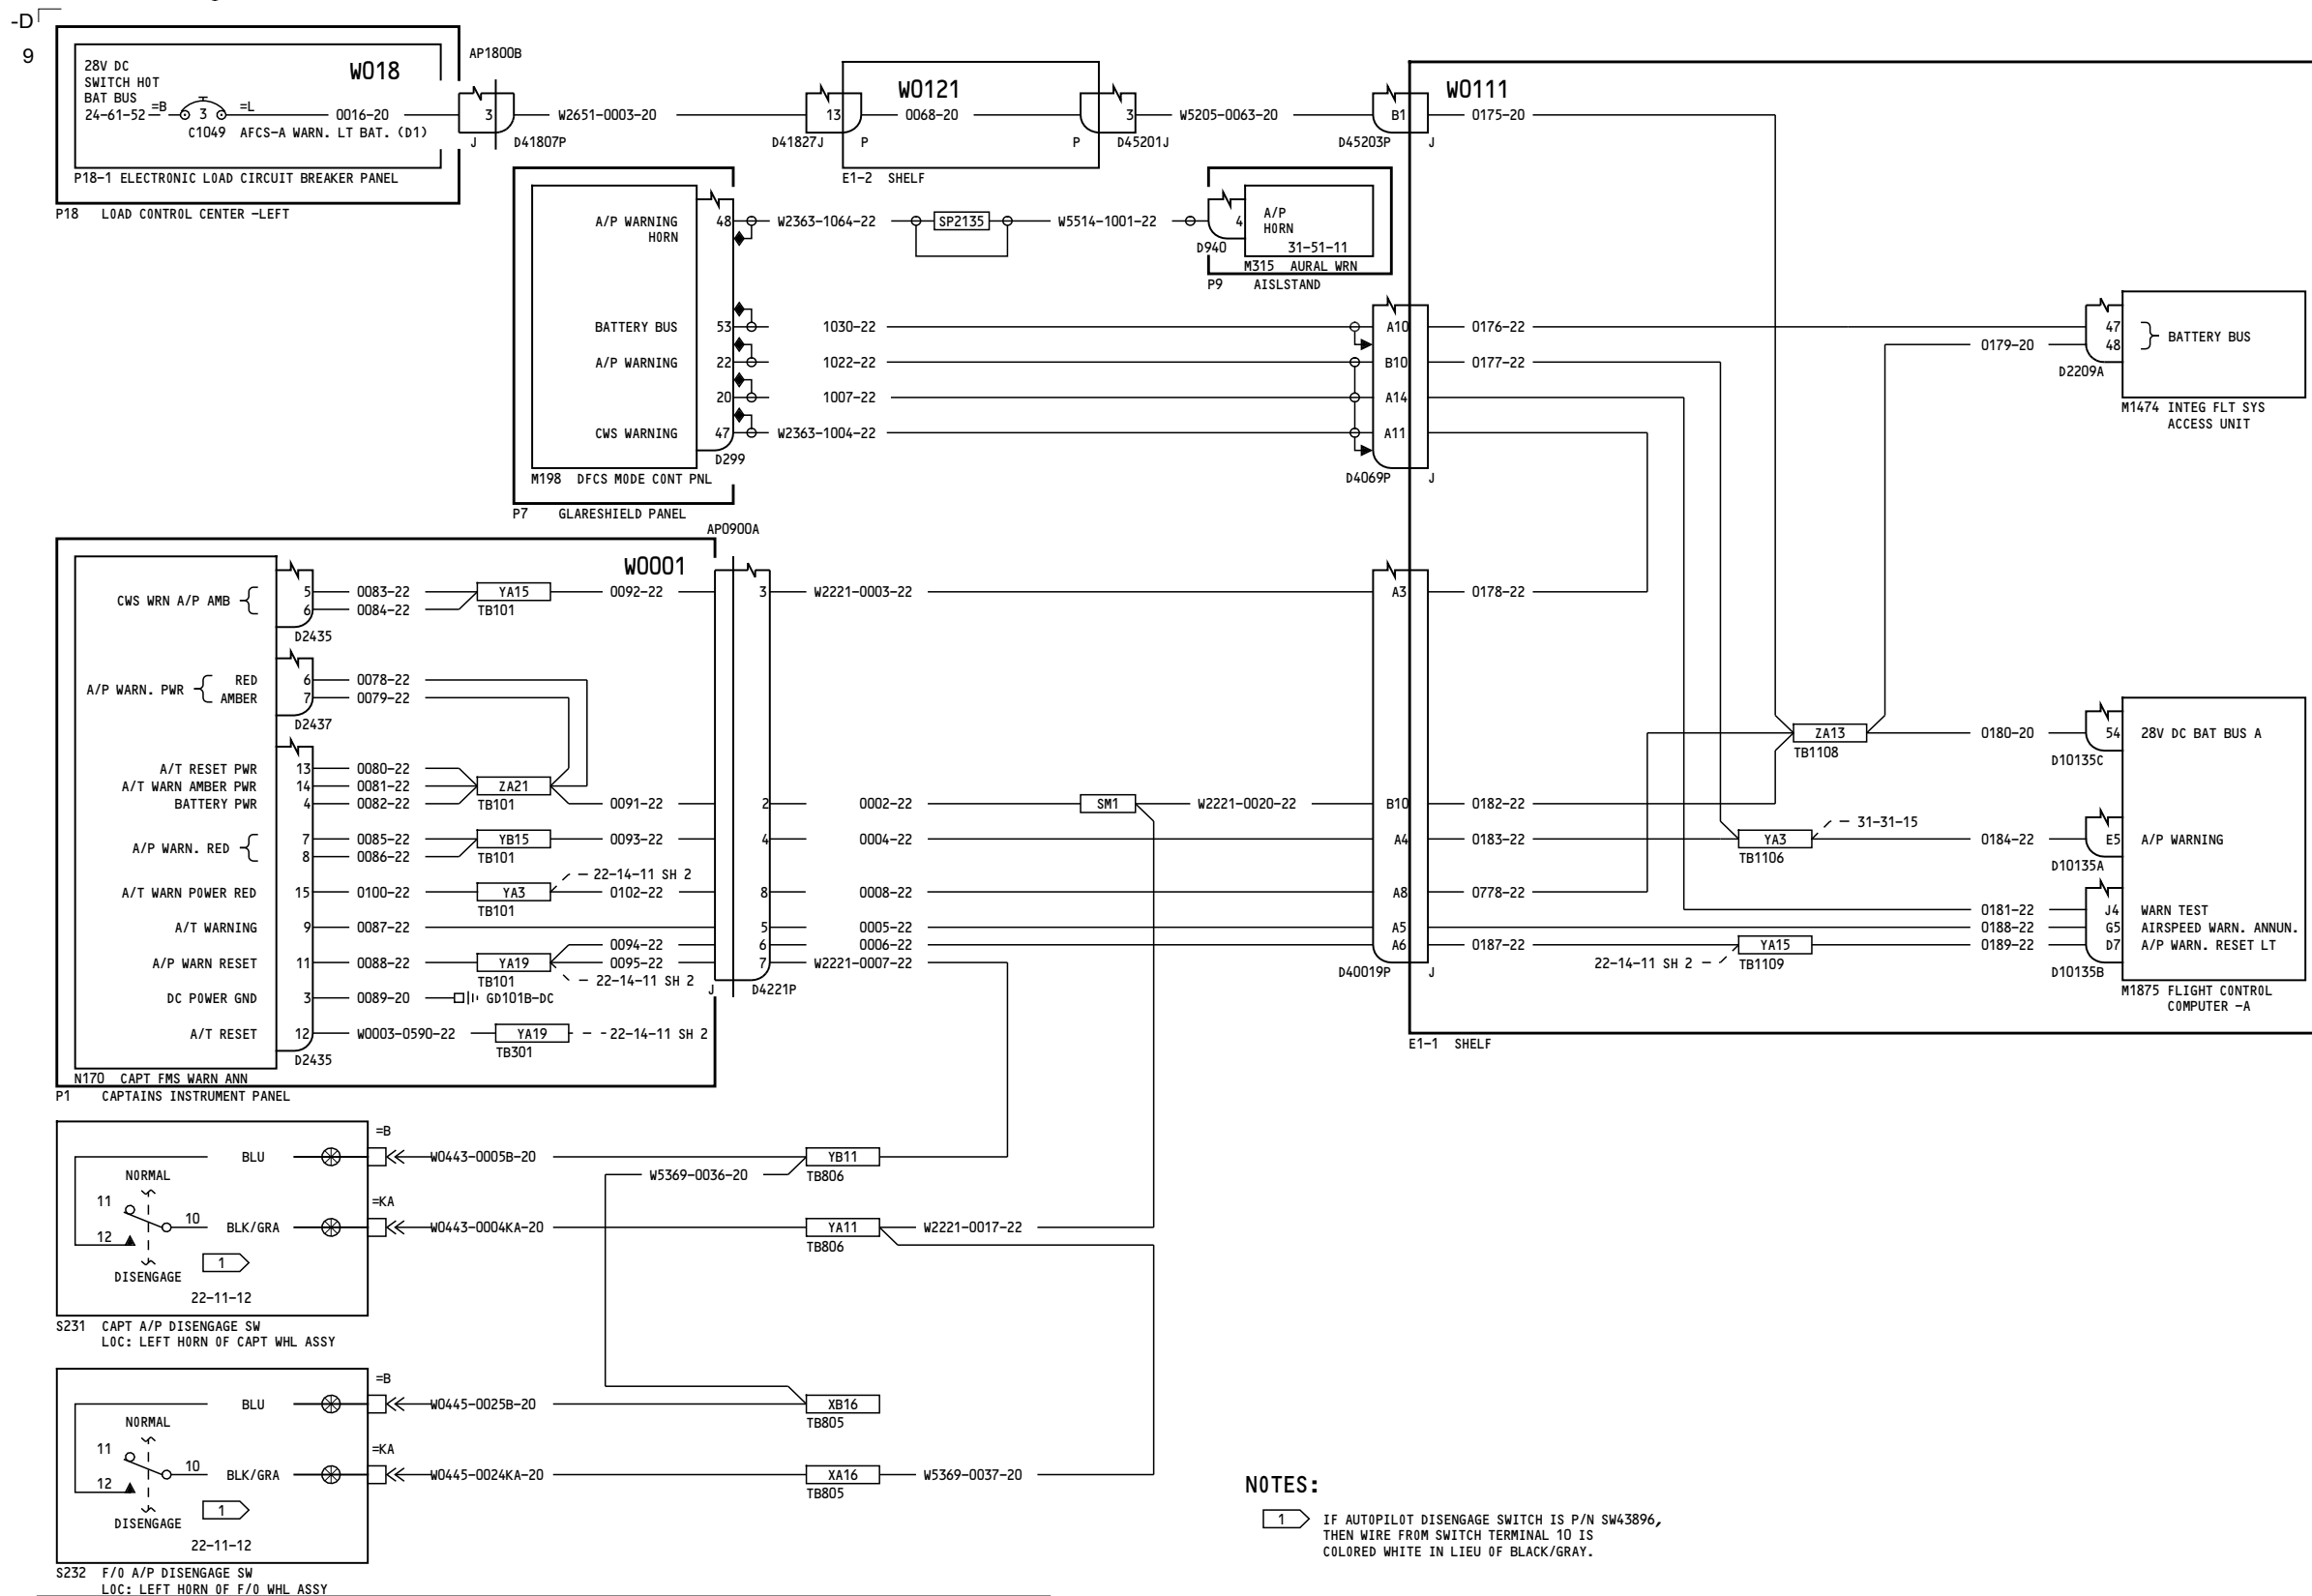 -D
9
AP1800B
28V DC
SWITCH HOT
BAT BUS
24-61-52
=B
3
=L
W018
0016-20
C1049 AFCS-A WARN. LT BAT. (D1)
3
J
D41807P
P18-1 ELECTRONIC LOAD CIRCUIT BREAKER PANEL
P18 LOAD CONTROL CENTER -LEFT
W2651-0003-20
13
D41827J
P
W0121
0068-20
P
3
D45201J
E1-2 SHELF
W5205-0063-20
B1
D45203P
J
W0111
0175-20
A/P WARNING
HORN
48
W2363-1064-22
SP2135
W5514-1001-22
4
D940
A/P
HORN
31-51-11
M315 AURAL WRN
P9 AISLSTAND
BATTERY BUS 53 1030-22 A10 0176-22
A/P WARNING 22 1022-22 B10 0177-22
20 1007-22 A14
CWS WARNING 47 W2363-1004-22 A11
D299
D4069P
J
M198 DFCS MODE CONT PNL
P7 GLARESHIELD PANEL
47
48
BATTERY BUS
0179-20
D2209A
M1474 INTEG FLT SYS
ACCESS UNIT
AP0900A
W0001
CWS WRN A/P AMB
5 0083-22 YA15 0092-22 3 W2221-0003-22 A3 0178-22
6 0084-22 TB101
D2435
A/P WARN. PWR
RED 6 0078-22
AMBER 7 0079-22
D2437
ZA13 0180-20 54 28V DC BAT BUS A
TB1108
D10135C
A/T RESET PWR 13 0080-22
A/T WARN AMBER PWR 14 0081-22 ZA21
BATTERY PWR 4 0082-22 TB101 0091-22 2 0002-22 SM1 W2221-0020-22 B10 0182-22
A/P WARN. RED
7 0085-22 YB15 0093-22 4 0004-22 A4 0183-22 YA3 31-31-15 0184-22 E5 A/P WARNING
8 0086-22 TB101
TB1106
D10135A
22-14-11 SH 2
A/T WARN POWER RED 15 0100-22 YA3 0102-22 8 0008-22 A8 0778-22
TB101
0181-22 J4 WARN TEST
A/T WARNING 9 0087-22 5 0005-22 A5 0188-22 G5 AIRSPEED WARN. ANNUN.
0094-22 6 0006-22 A6 0187-22 YA15 0189-22 D7 A/P WARN. RESET LT
A/P WARN RESET 11 0088-22 YA19 0095-22 7 W2221-0007-22
TB101
22-14-11 SH 2
22-14-11 SH 2
TB1109
D40019P
J
D10135B
J
D4221P
DC POWER GND 3 0089-20 GD101B-DC
M1875 FLIGHT CONTROL
COMPUTER -A
A/T RESET 12 W0003-0590-22 YA19 22-14-11 SH 2
TB301
D2435
E1-1 SHELF
N170 CAPT FMS WARN ANN
P1 CAPTAINS INSTRUMENT PANEL
BLU
=B
W0443-0005B-20
YB11
TB806
W5369-0036-20
NORMAL
11
12
10
BLK/GRA
=KA
W0443-0004KA-20
YA11
TB806
W2221-0017-22
1
DISENGAGE
22-11-12
S231 CAPT A/P DISENGAGE SW
LOC: LEFT HORN OF CAPT WHL ASSY
BLU
=B
W0445-0025B-20
XB16
TB805
NORMAL
11
12
10
BLK/GRA
=KA
W0445-0024KA-20
XA16
TB805
W5369-0037-20
1
DISENGAGE
22-11-12
S232 F/O A/P DISENGAGE SW
LOC: LEFT HORN OF F/O WHL ASSY
NOTES:
1 IF AUTOPILOT DISENGAGE SWITCH IS P/N SW43896,
THEN WIRE FROM SWITCH TERMINAL 10 IS
COLORED WHITE IN LIEU OF BLACK/GRAY.